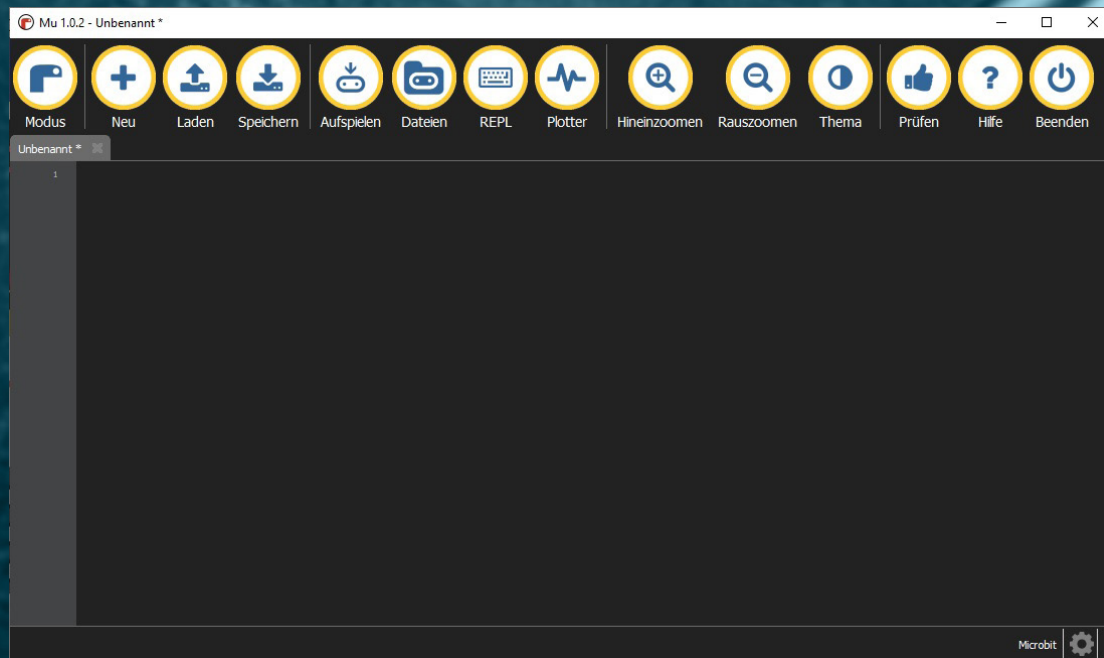 Mu 1.0.2 - Unbenannt *
Modus Neu Laden Speichern Aufspielen Dateien REPL Plotter Hineinzoomen Rauszoomen Thema Prüfen Hilfe Beenden
Unbenannt *
1
Microbit